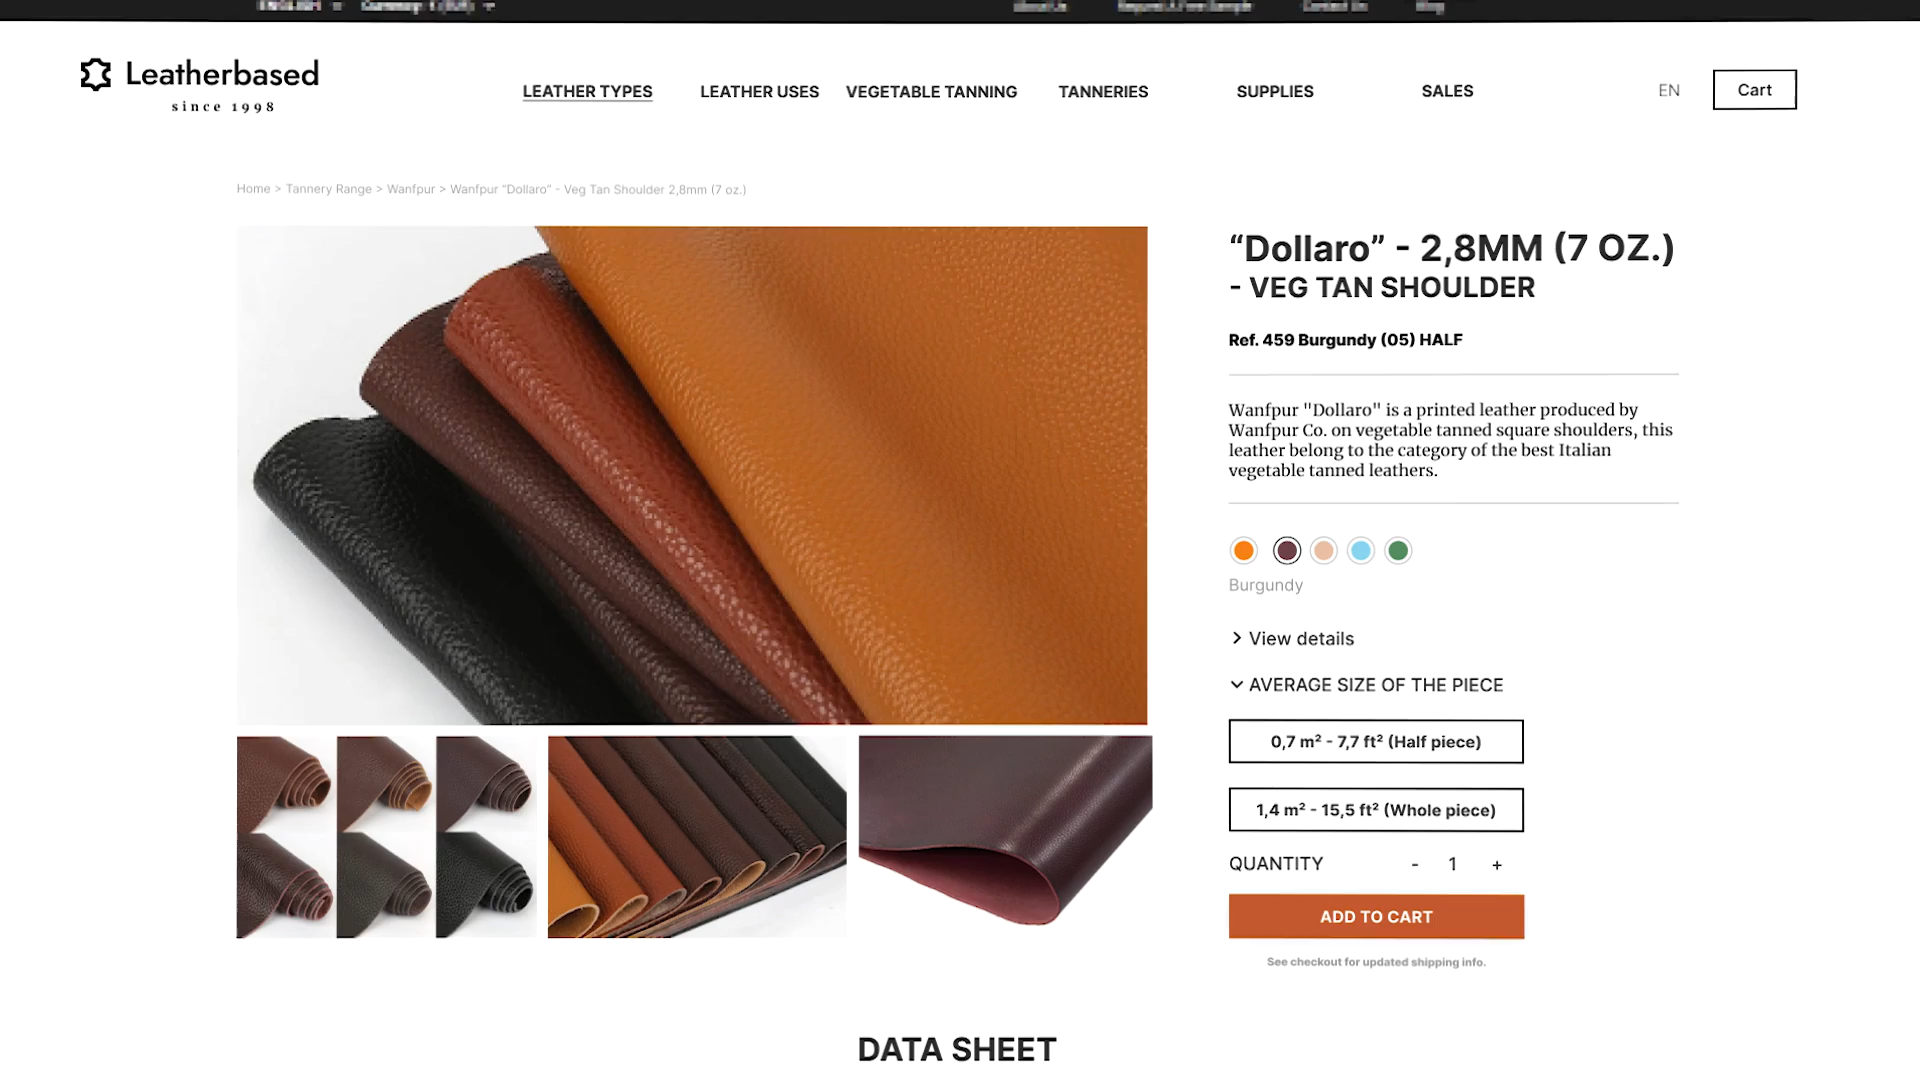 Leatherbased
since 1998
LEATHER TYPES
LEATHER USES
VEGETABLE TANNING
TANNERIES
SUPPLIES
SALES
EN
Cart
Home > Tannery Range > Wanfpur > Wanfpur “Dollaro” - Veg Tan Shoulder 2,8mm (7 oz.)
“Dollaro” - 2,8MM (7 OZ.)
- VEG TAN SHOULDER
Ref. 459 Burgundy (05) HALF
Wanfpur "Dollaro" is a printed leather produced by
Wanfpur Co. on vegetable tanned square shoulders, this
leather belong to the category of the best Italian
vegetable tanned leathers.
Burgundy
View details
AVERAGE SIZE OF THE PIECE
0,7 m² - 7,7 ft² (Half piece)
1,4 m² - 15,5 ft² (Whole piece)
QUANTITY - 1 +
ADD TO CART
See checkout for updated shipping info.
DATA SHEET